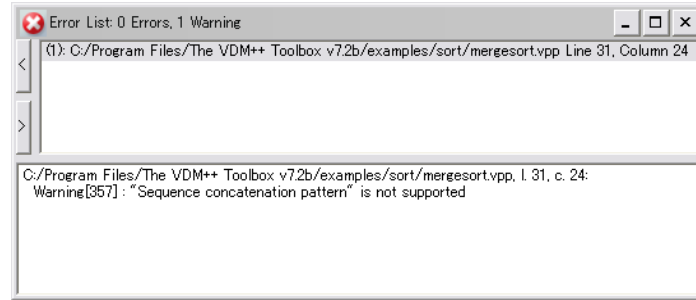 Error List: 0 Errors, 1 Warning
(1): C:/Program Files/The VDM++ Toolbox v7.2b/examples/sort/mergesort.vpp Line 31, Column 24
C:/Program Files/The VDM++ Toolbox v7.2b/examples/sort/mergesort.vpp, l. 31, c. 24:
Warning[357] : "Sequence concatenation pattern" is not supported